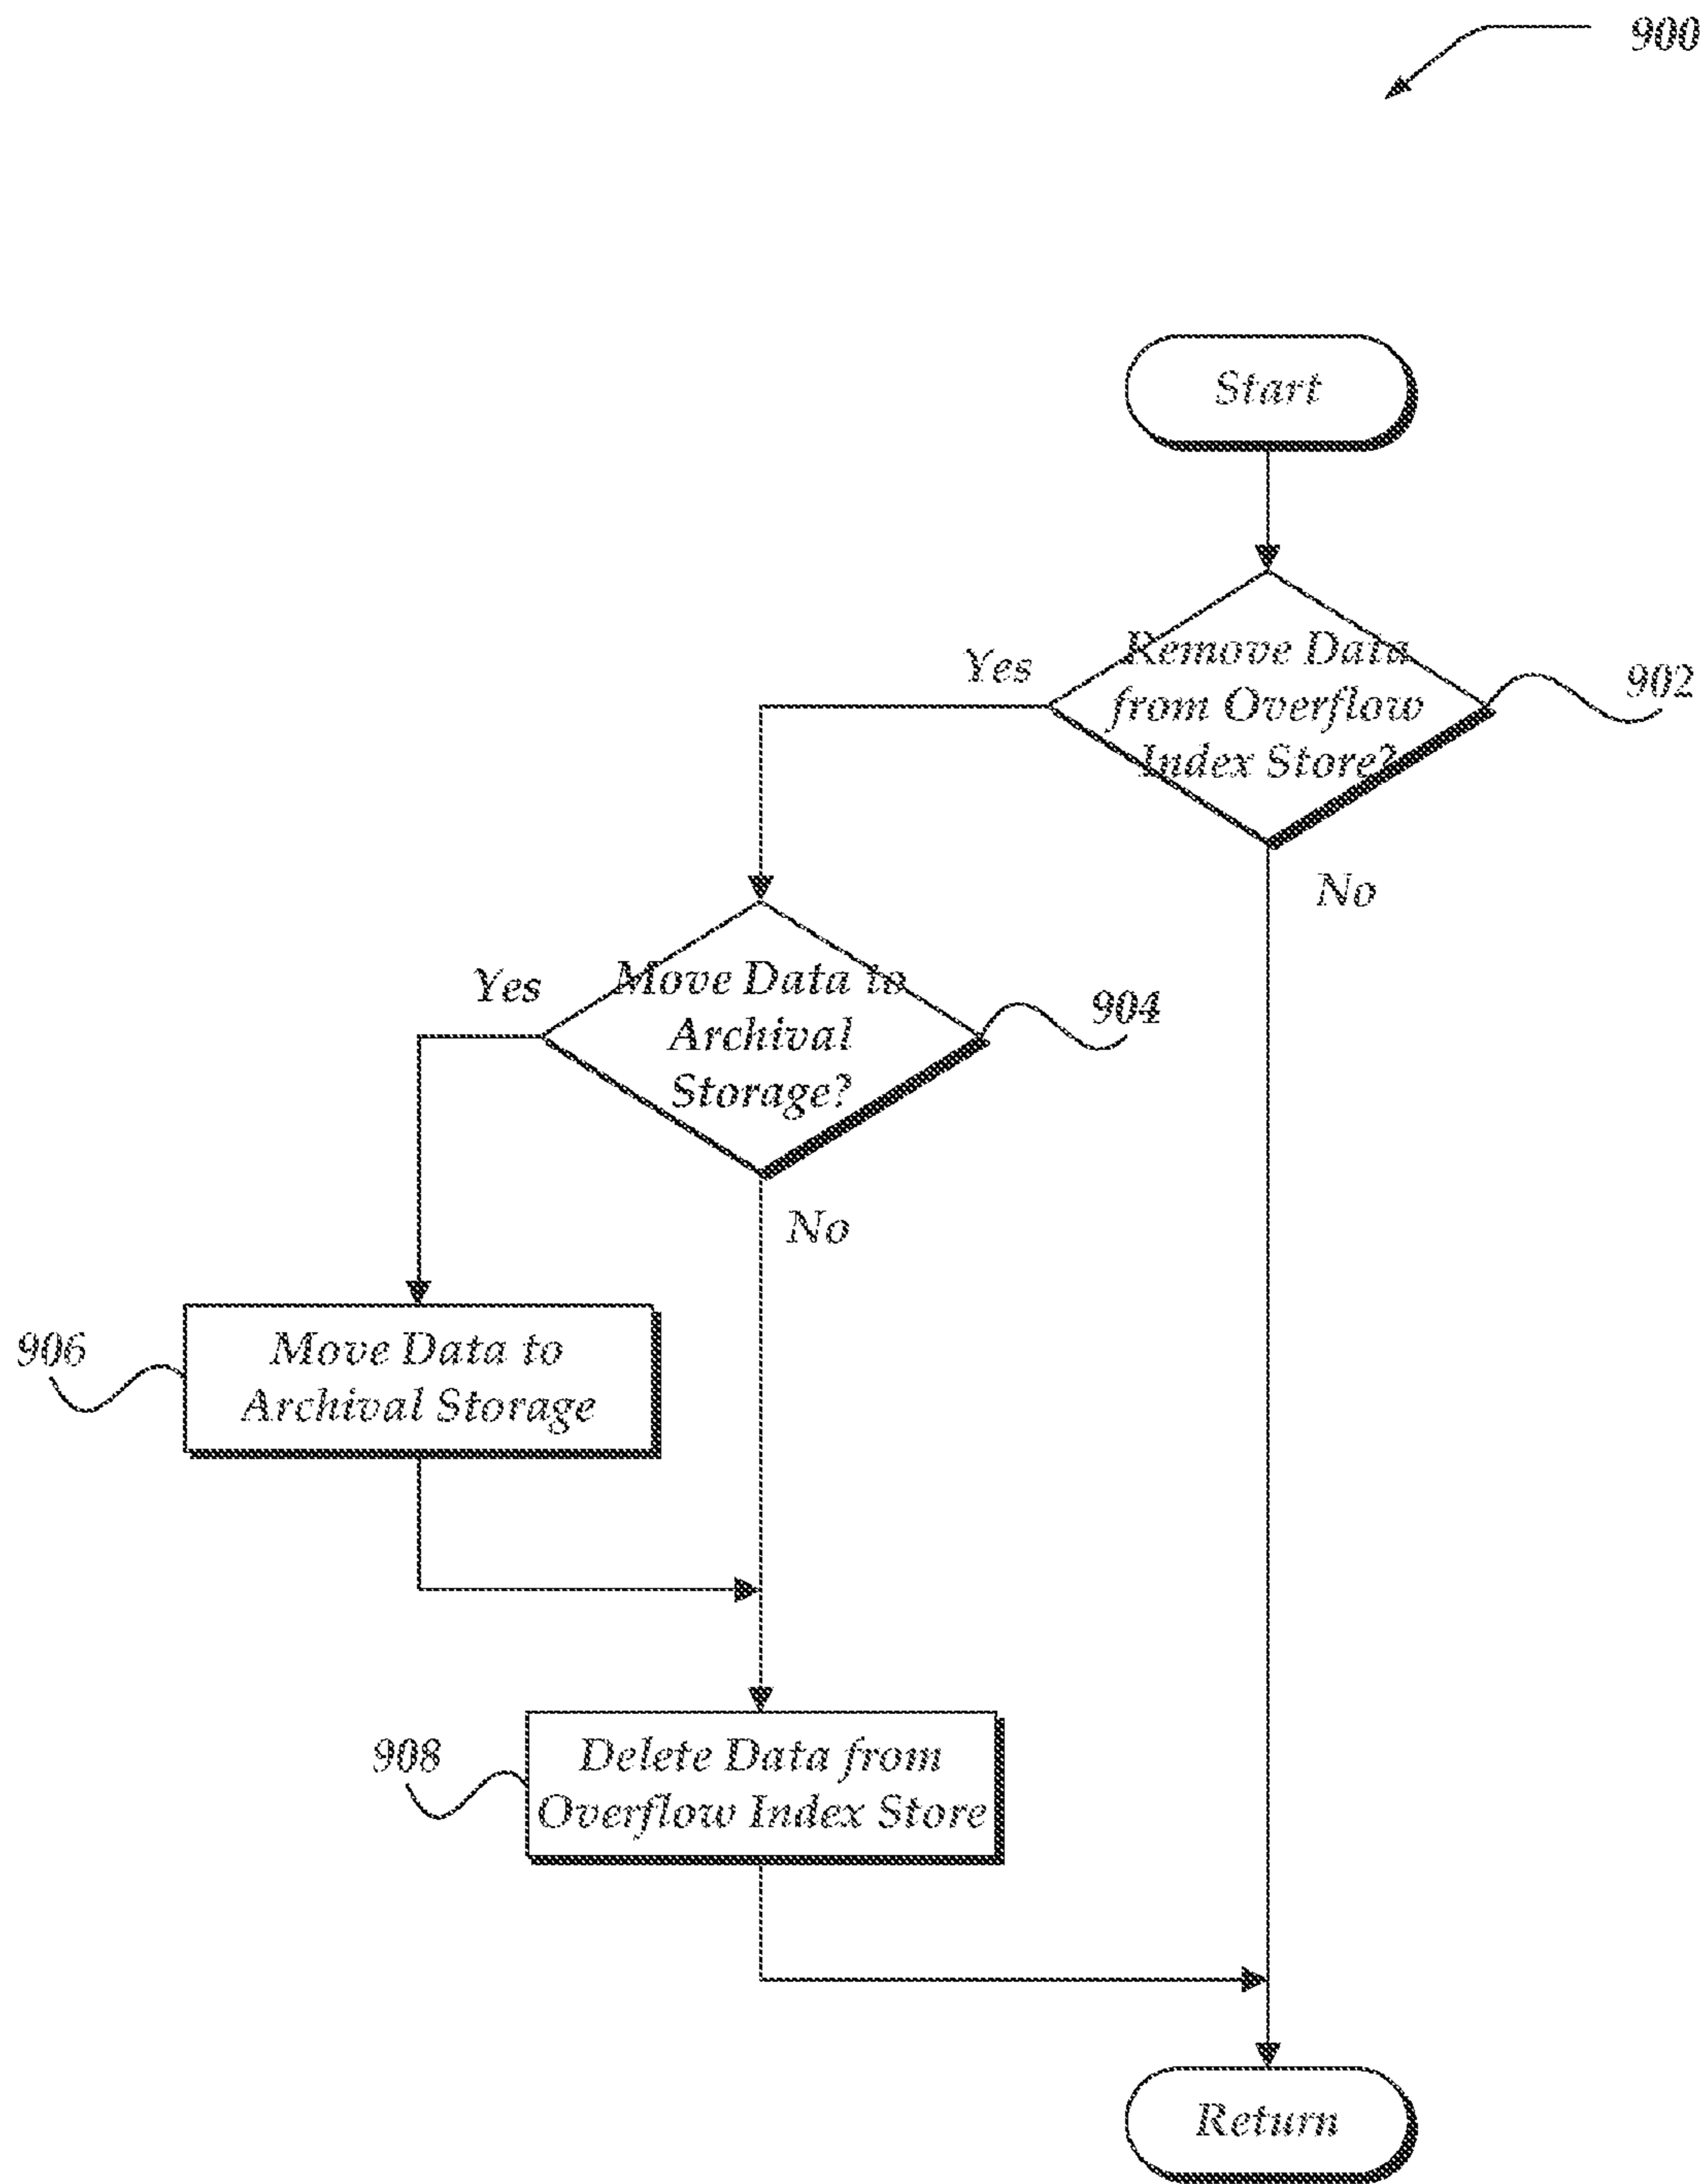 900
Start
Remove Data
from Overflow
Index Store?
902
Yes
No
Move Data to
Archival
Storage?
904
Yes
No
906
Move Data to
Archival Storage
908
Delete Data from
Overflow Index Store
Return